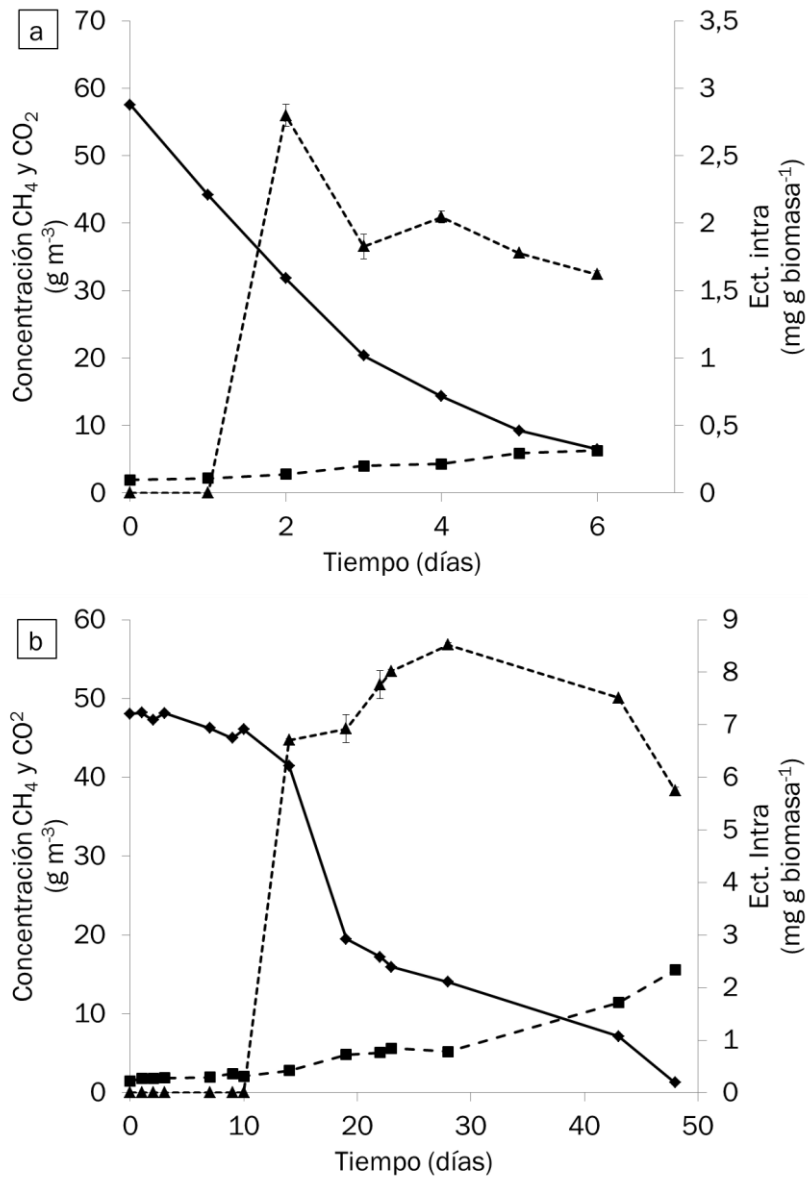 a
70
60
50
40
30
20
10
0
Concentración CH₄ y CO₂
(g m⁻³)
3,5
3
2,5
2
1,5
1
0,5
0
Ect. intra
(mg g biomasa⁻¹)
0 2 4 6
Tiempo (días)
b
60
50
40
30
20
10
0
Concentración CH₄ y CO²
(g m⁻³)
9
8
7
6
5
4
3
2
1
0
Ect. Intra
(mg g biomasa⁻¹)
0 10 20 30 40 50
Tiempo (días)